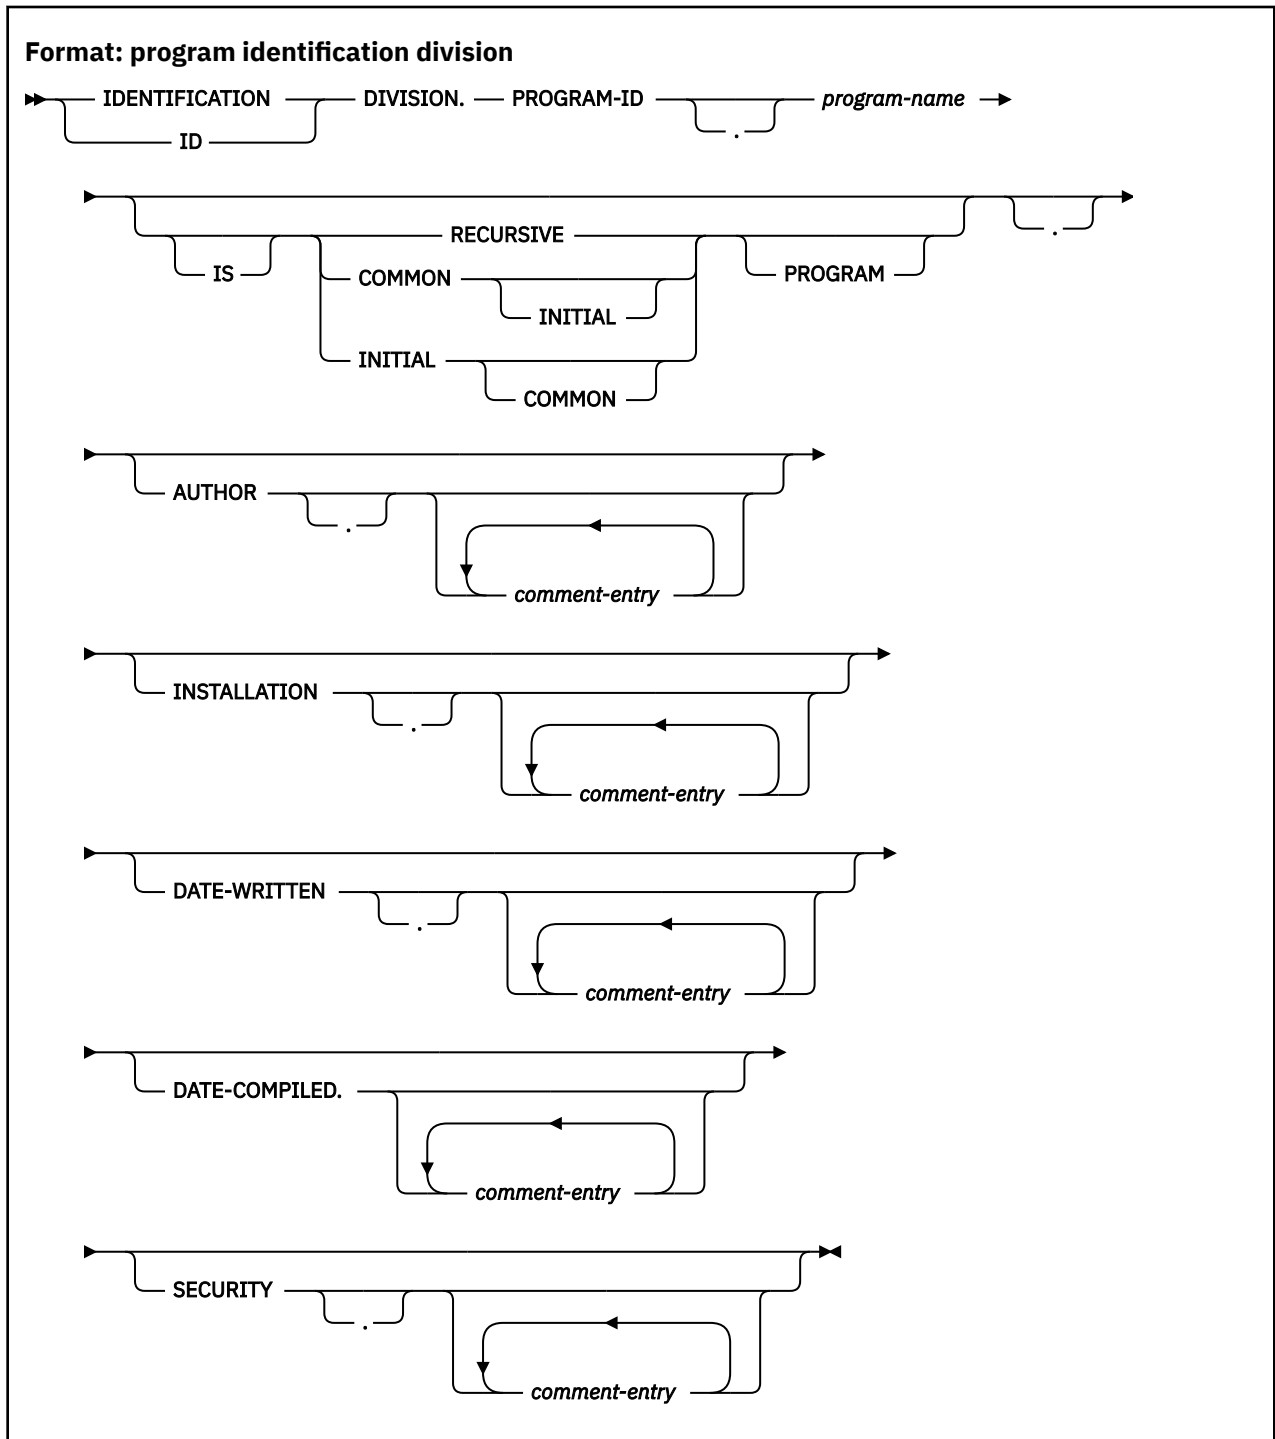 Format: program identification division
IDENTIFICATION DIVISION. PROGRAM-ID program-name
ID .
RECURSIVE .
IS COMMON PROGRAM
INITIAL
INITIAL
COMMON
AUTHOR
.
comment-entry
INSTALLATION
.
comment-entry
DATE-WRITTEN
.
comment-entry
DATE-COMPILED.
comment-entry
SECURITY
.
comment-entry